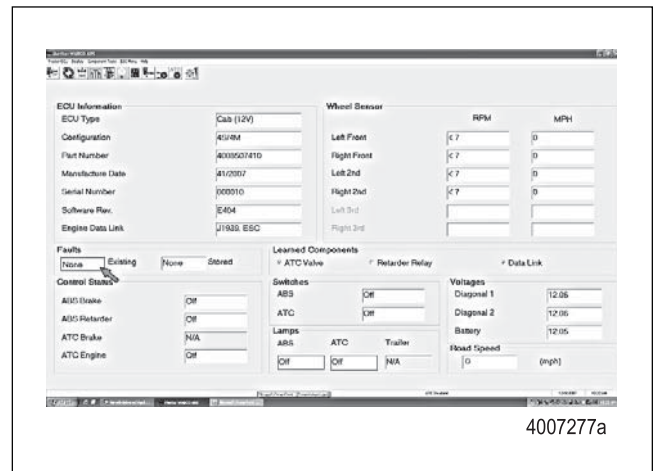 ECU Information
ECU Type Cab (12V)
Configuration 4S/4M
Part Number 4008507410
Manufacture Date 41/2007
Serial Number 000010
Software Rev. E404
Engine Data Link J1939, ESC
Wheel Sensor
RPM MPH
Left Front < 7 0
Right Front < 7 0
Left 2nd < 7 0
Right 2nd < 7 0
Left 3rd
Right 3rd
Faults
None Existing None Stored
Learned Components
ATC Valve Retarder Relay Data Link
Control Status
ABS Brake Off
ABS Retarder Off
ATC Brake N/A
ATC Engine Off
Switches
ABS Off
ATC Off
Lamps
ABS ATC Trailer
Off Off N/A
Voltages
Diagonal 1 12.06
Diagonal 2 12.06
Battery 12.05
Road Speed
(mph)
4007277a